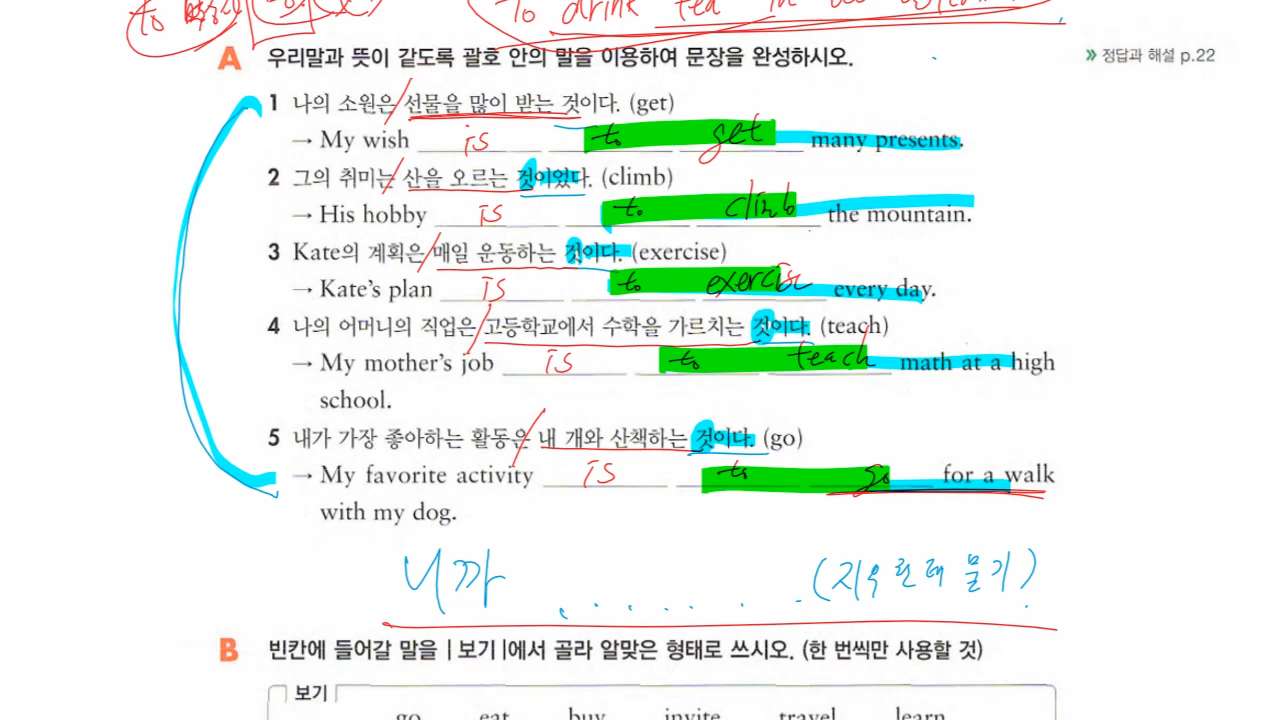 to drink tea in
A 우리말과 뜻이 같도록 괄호 안의 말을 이용하여 문장을 완성하시오.
» 정답과 해설 p.22
1 나의 소원은 선물을 많이 받는 것이다. (get)
→ My wish is to get many presents.
2 그의 취미는 산을 오르는 것이었다. (climb)
→ His hobby is to climb the mountain.
3 Kate의 계획은 매일 운동하는 것이다. (exercise)
→ Kate's plan is to exercise every day.
4 나의 어머니의 직업은 고등학교에서 수학을 가르치는 것이다. (teach)
→ My mother's job is to teach math at a high
school.
5 내가 가장 좋아하는 활동은 내 개와 산책하는 것이다. (go)
→ My favorite activity is to go for a walk
with my dog.
니까 . . . . . . . (지우한테 물기)
B 빈칸에 들어갈 말을 |보기|에서 골라 알맞은 형태로 쓰시오. (한 번씩만 사용할 것)
보기
go eat buy invite travel learn